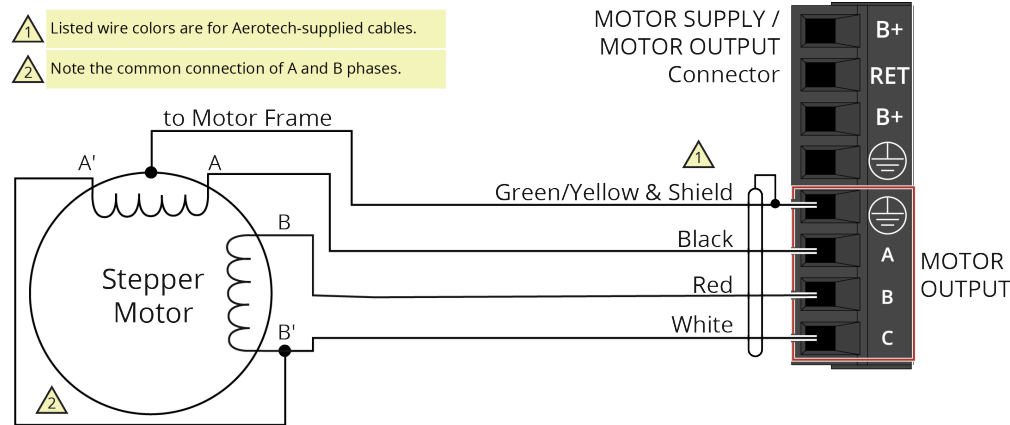 1 Listed wire colors are for Aerotech-supplied cables.
2 Note the common connection of A and B phases.
MOTOR SUPPLY /
MOTOR OUTPUT
Connector
B+
RET
B+
to Motor Frame
A'
A
1
Green/Yellow & Shield
B
Black
A
Stepper
Motor
MOTOR
OUTPUT
Red
B
B'
White
C
2